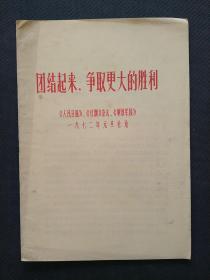 团结起来，争取更大的胜利
《人民日报》、《红旗》杂志、《解放军报》
一九七二年元旦社论